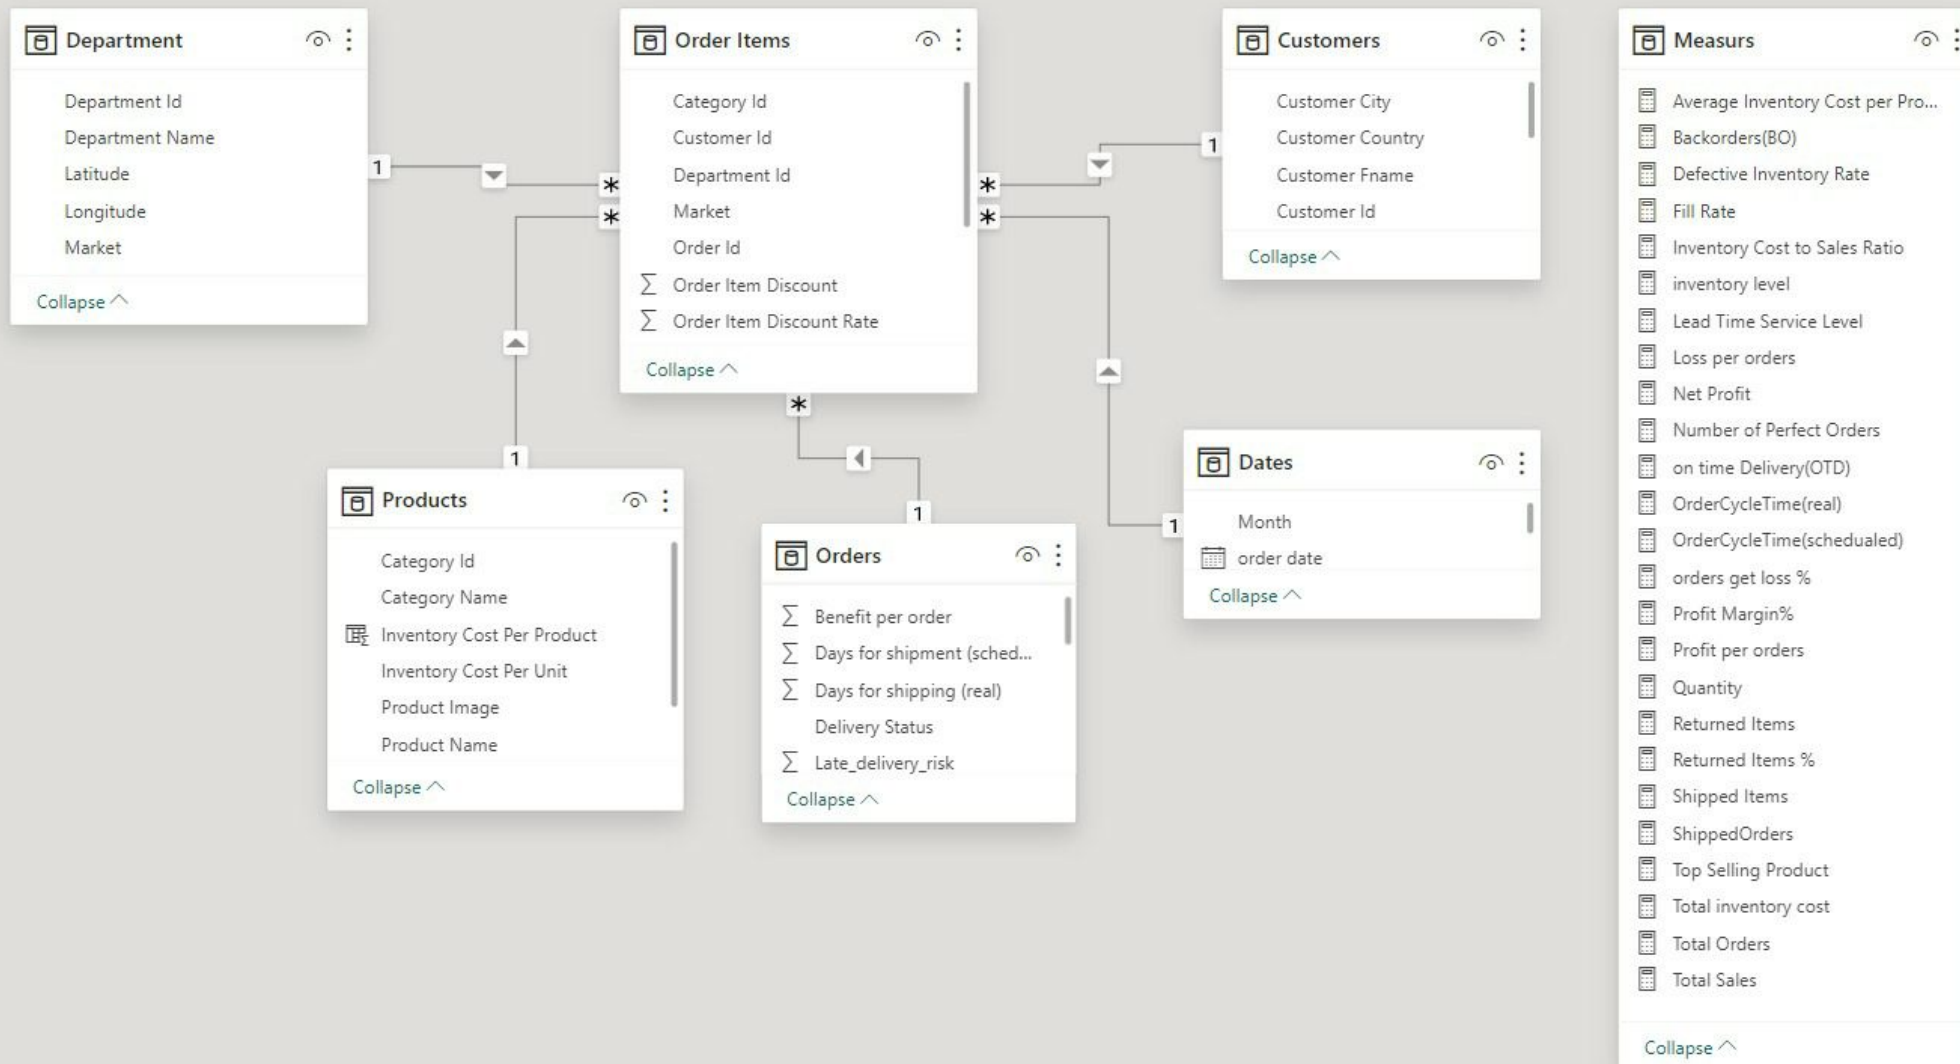 Department
Department Id
Department Name
Latitude
Longitude
Market
Collapse
Order Items
Category Id
Customer Id
Department Id
Market
Order Id
Order Item Discount
Order Item Discount Rate
Collapse
Customers
Customer City
Customer Country
Customer Fname
Customer Id
Collapse
1
*
*
*
*
1
*
1
1
1
Products
Category Id
Category Name
Inventory Cost Per Product
Inventory Cost Per Unit
Product Image
Product Name
Collapse
Orders
Benefit per order
Days for shipment (sched...
Days for shipping (real)
Delivery Status
Late_delivery_risk
Collapse
Dates
Month
order date
Collapse
Measurs
Average Inventory Cost per Pro...
Backorders(BO)
Defective Inventory Rate
Fill Rate
Inventory Cost to Sales Ratio
inventory level
Lead Time Service Level
Loss per orders
Net Profit
Number of Perfect Orders
on time Delivery(OTD)
OrderCycleTime(real)
OrderCycleTime(schedualed)
orders get loss %
Profit Margin%
Profit per orders
Quantity
Returned Items
Returned Items %
Shipped Items
ShippedOrders
Top Selling Product
Total inventory cost
Total Orders
Total Sales
Collapse